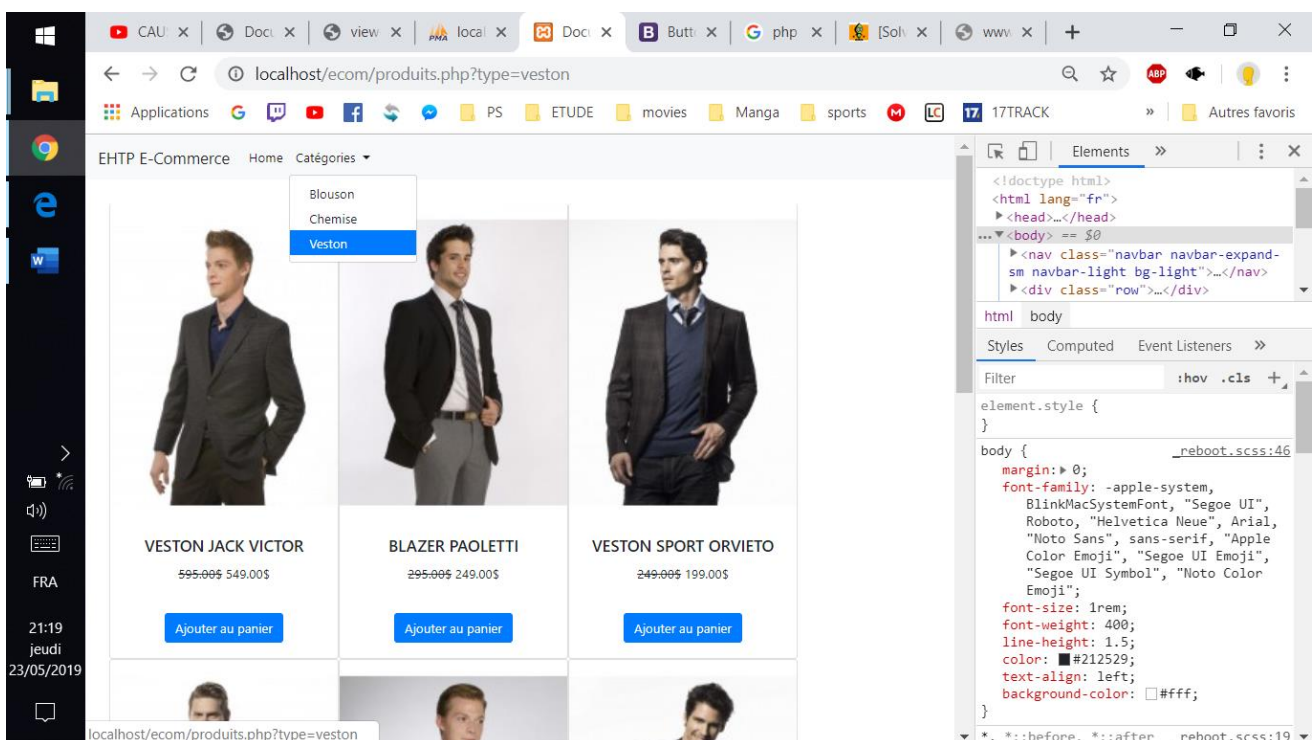 CAU
Docu
view
local
Docu
Butt
php
[Solv
www
localhost/ecom/produits.php?type=veston
ABP
Applications
PS
ETUDE
movies
Manga
sports
M
LC
17
17TRACK
»
Autres favoris
EHTP E-Commerce Home Catégories
Blouson
Chemise
Veston
VESTON JACK VICTOR
595.00$ 549.00$
Ajouter au panier
BLAZER PAOLETTI
295.00$ 249.00$
Ajouter au panier
VESTON SPORT ORVIETO
249.00$ 199.00$
Ajouter au panier
localhost/ecom/produits.php?type=veston
Elements »
<!doctype html>
<html lang="fr">
<head>…</head>
...<body> == $0
<nav class="navbar navbar-expand-
sm navbar-light bg-light">…</nav>
<div class="row">…</div>
html body
Styles Computed Event Listeners »
Filter :hov .cls +
element.style {
}
body { _reboot.scss:46
margin: 0;
font-family: -apple-system,
BlinkMacSystemFont, "Segoe UI",
Roboto, "Helvetica Neue", Arial,
"Noto Sans", sans-serif, "Apple
Color Emoji", "Segoe UI Emoji",
"Segoe UI Symbol", "Noto Color
Emoji";
font-size: 1rem;
font-weight: 400;
line-height: 1.5;
color: #212529;
text-align: left;
background-color: #fff;
}
*, *::before, *::after _reboot.scss:19
FRA
21:19
jeudi
23/05/2019